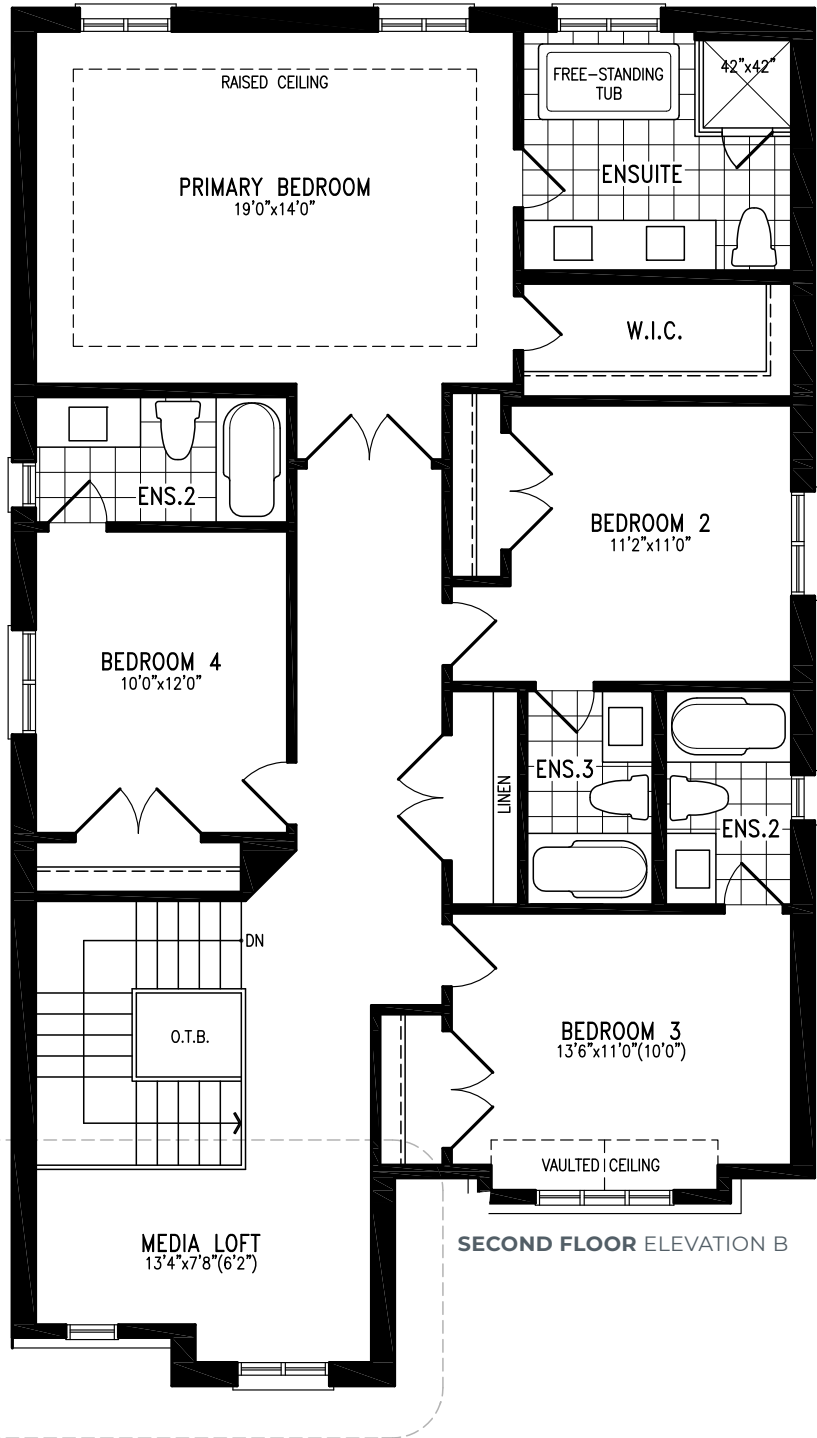 RAISED CEILING
FREE-STANDING
TUB
42"x42"
PRIMARY BEDROOM
19'0"x14'0"
ENSUITE
W.I.C.
ENS.2
BEDROOM 2
11'2"x11'0"
BEDROOM 4
10'0"x12'0"
ENS.3
LINEN
ENS.2
DN
O.T.B.
BEDROOM 3
13'6"x11'0"(10'0")
VAULTED CEILING
MEDIA LOFT
13'4"x7'8"(6'2")
SECOND FLOOR ELEVATION B